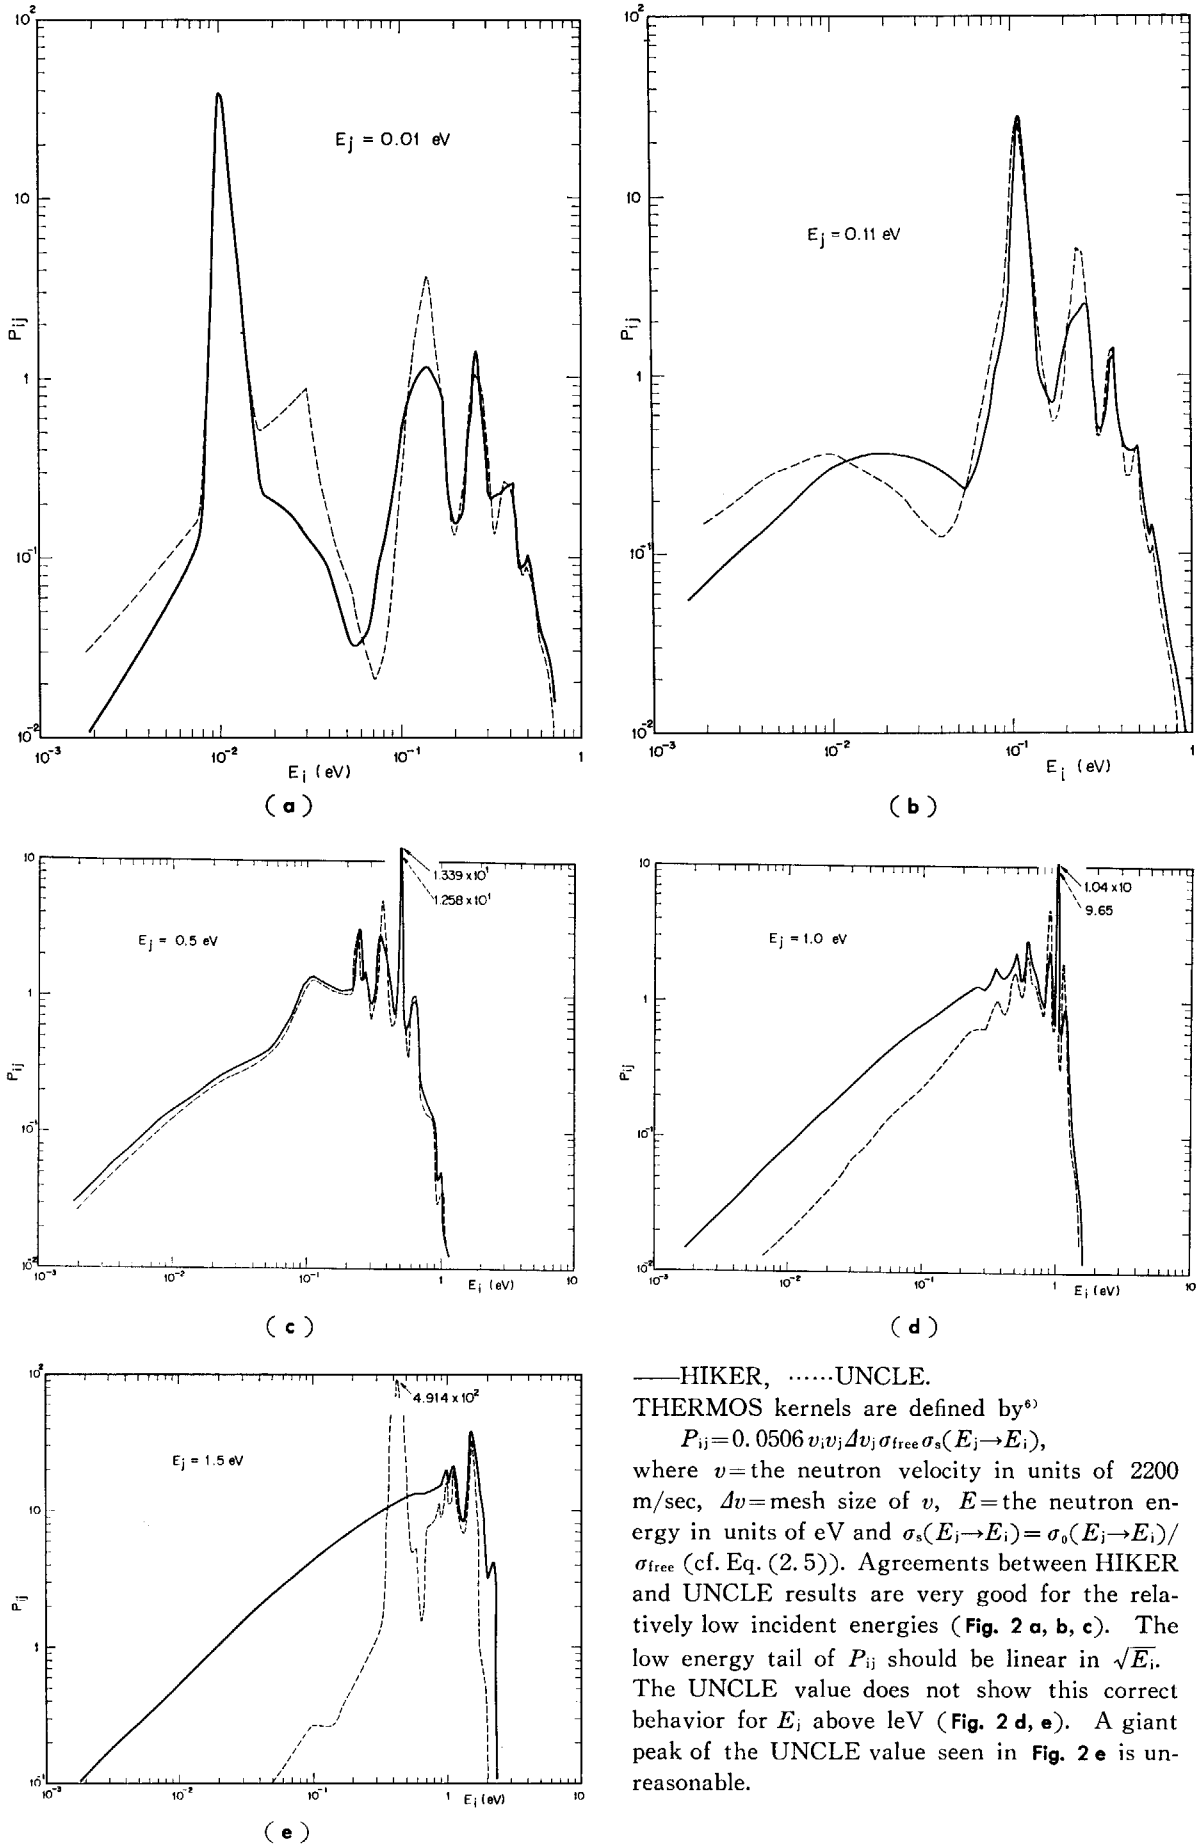 10²
10
1
10⁻¹
10⁻²
Pij
Ej = 0.01 eV
10⁻³
10⁻²
10⁻¹
1
Ei (eV)
( a )
10²
10
1
10⁻¹
10⁻²
Pij
Ej = 0.11 eV
10⁻³
10⁻²
10⁻¹
1
Ei (eV)
( b )
10
1
10⁻¹
10⁻²
Pij
1.339 x 10¹
1.258 x 10¹
Ej = 0.5 eV
10⁻³
10⁻²
10⁻¹
1
10
Ei (eV)
( c )
10
1
10⁻¹
10⁻²
Pij
1.04 x 10
9.65
Ej = 1.0 eV
10⁻³
10⁻²
10⁻¹
1
10
Ei (eV)
( d )
10²
10
1
10¹
Pij
4.914 x 10²
Ej = 1.5 eV
10⁻³
10⁻²
10⁻¹
1
10
Ei (eV)
( e )
——HIKER, ······UNCLE.
THERMOS kernels are defined by⁶⁾
Pij=0.0506 vivjΔvjσfreeσs(Ej→Ei),
where v=the neutron velocity in units of 2200
m/sec, Δv=mesh size of v, E=the neutron en-
ergy in units of eV and σs(Ej→Ei)=σ0(Ej→Ei)/
σfree (cf. Eq. (2.5)). Agreements between HIKER
and UNCLE results are very good for the rela-
tively low incident energies (Fig. 2 a, b, c). The
low energy tail of Pij should be linear in √Ei.
The UNCLE value does not show this correct
behavior for Ej above leV (Fig. 2 d, e). A giant
peak of the UNCLE value seen in Fig. 2 e is un-
reasonable.